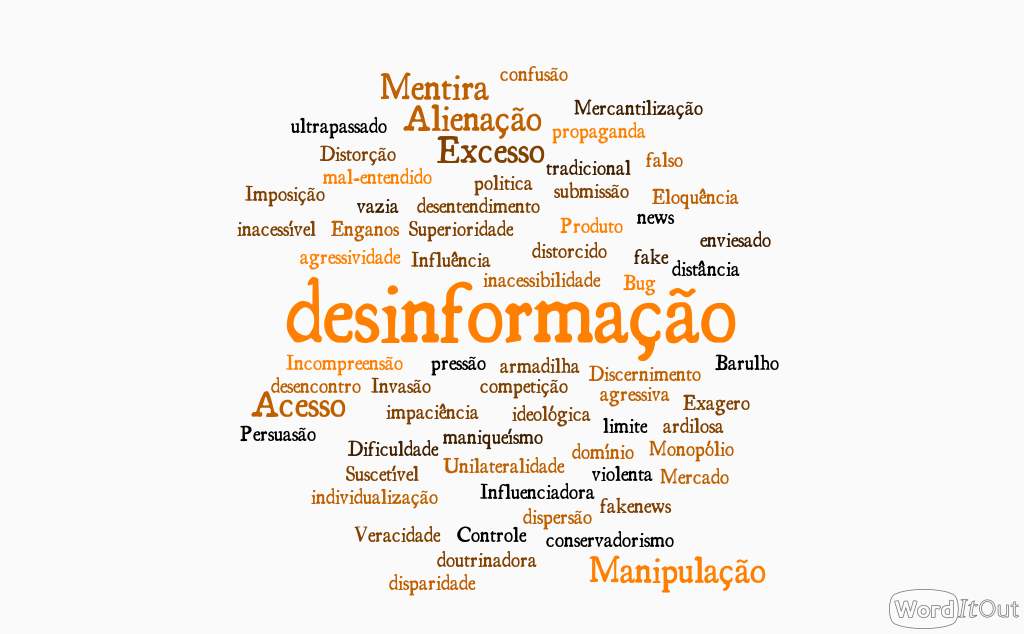 confusão
Mentira
Mercantilização
ultrapassado Alienação propaganda
Distorção Excesso tradicional falso
mal-entendido politica submissão Eloquência
Imposição vazia desentendimento news
inacessível Enganos Superioridade Produto enviesado
agressividade Influência distorcido fake distância
inacessibilidade Bug
desinformação
Incompreensão pressão armadilha Discernimento Barulho
desencontro Invasão competição agressiva
Acesso impaciência ideológica Exagero
Persuasão maniqueísmo limite ardilosa
Dificuldade domínio Monopólio
Suscetível Unilateralidade violenta Mercado
individualização Influenciadora fakenews
dispersão
Veracidade Controle conservadorismo
doutrinadora Manipulação
disparidade
WordItOut